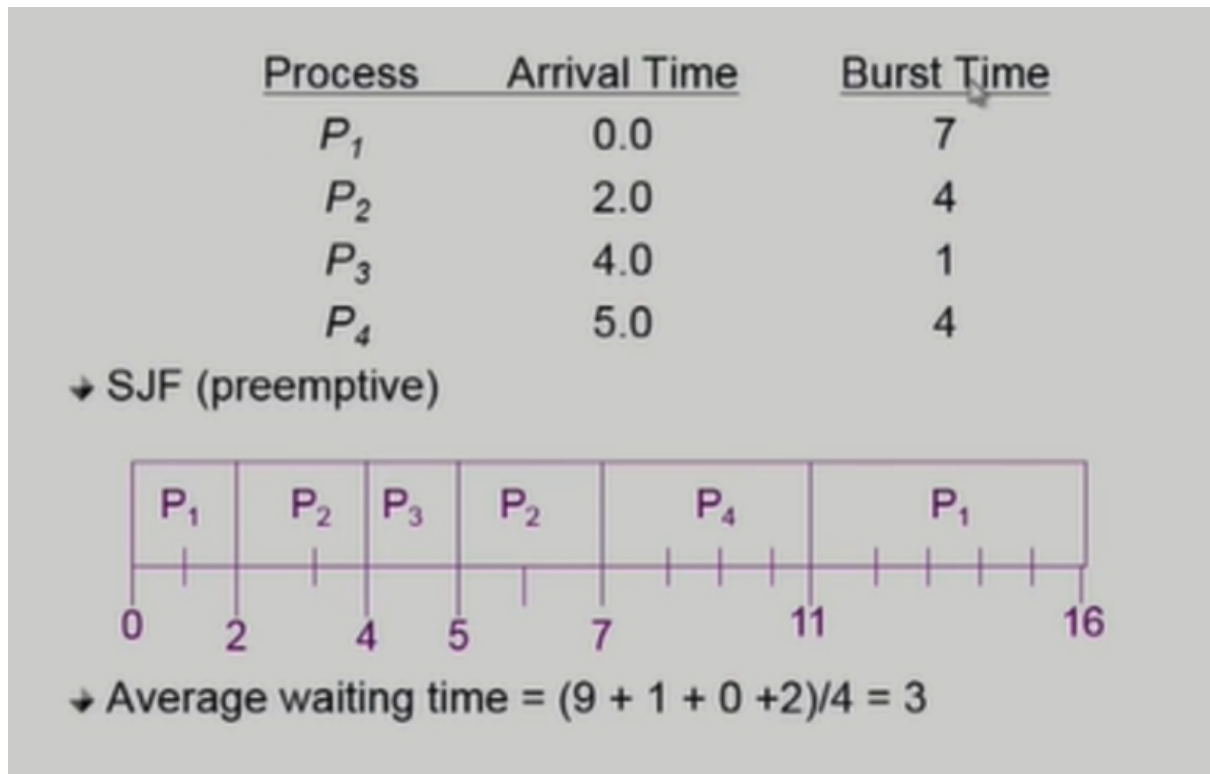 Process Arrival Time Burst Time
P1 0.0 7
P2 2.0 4
P3 4.0 1
P4 5.0 4
SJF (preemptive)
P1 P2 P3 P2 P4 P1
0 2 4 5 7 11 16
Average waiting time = (9 + 1 + 0 +2)/4 = 3